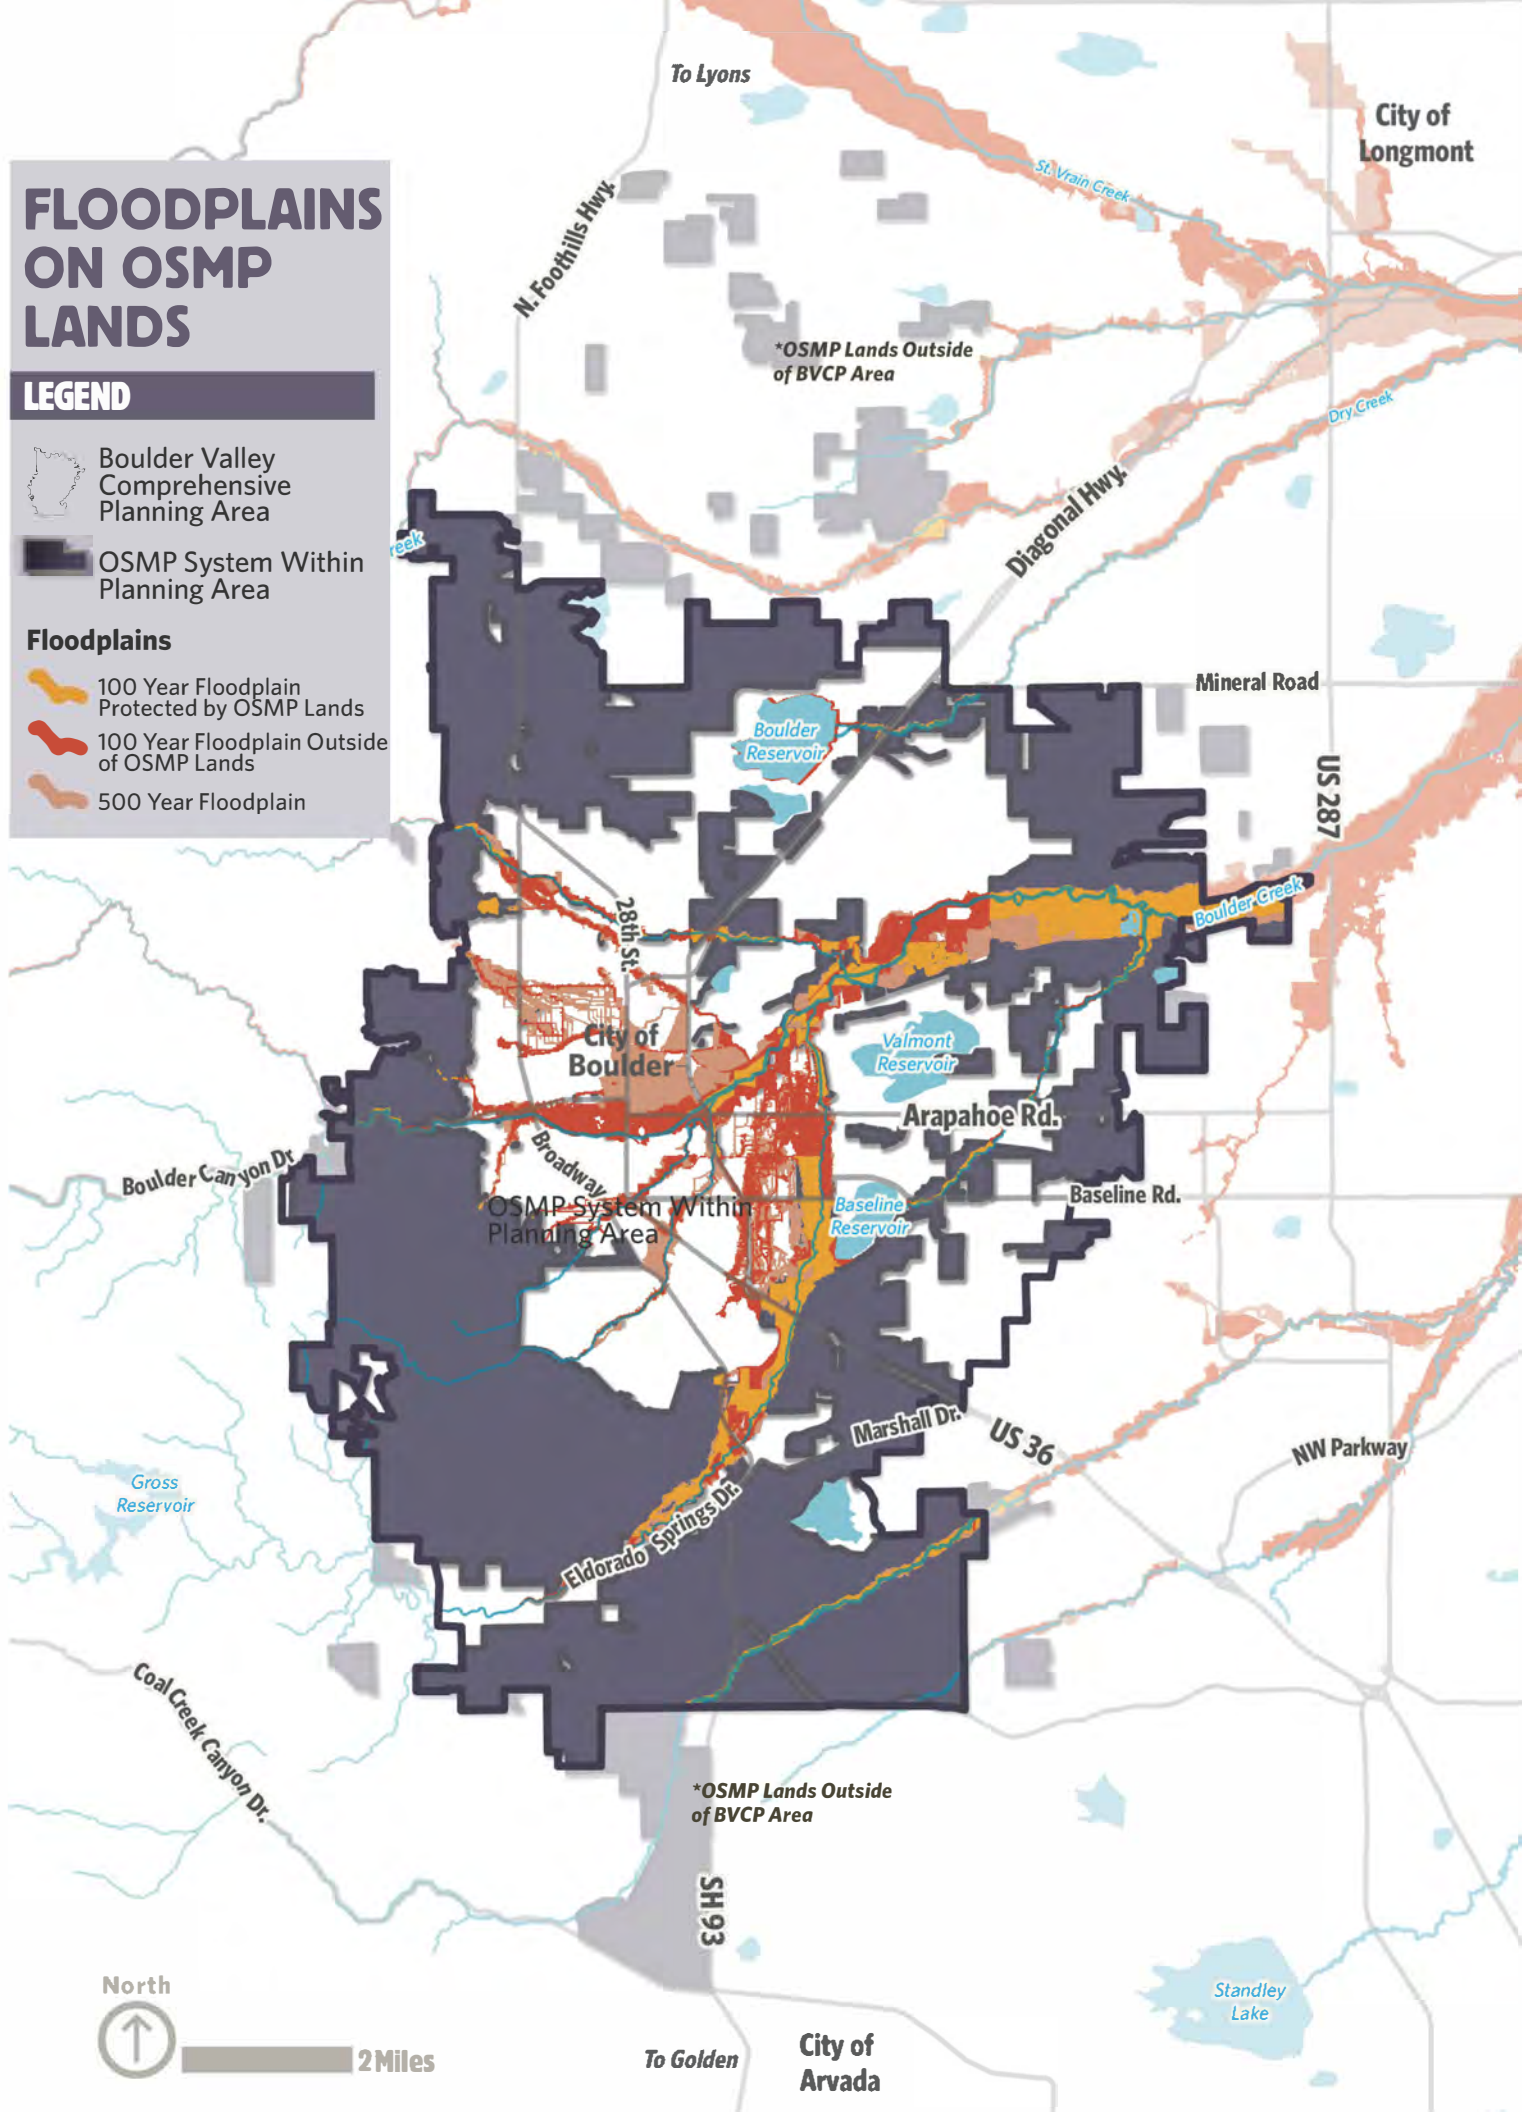 To Lyons
City of
Longmont
St. Vrain Creek
FLOODPLAINS
ON OSMP
LANDS
N. Foothills Hwy.
*OSMP Lands Outside
of BVCP Area
LEGEND
Dry Creek
Boulder Valley
Comprehensive
Planning Area
Diagonal Hwy.
reek
OSMP System Within
Planning Area
Floodplains
100 Year Floodplain
Protected by OSMP Lands
100 Year Floodplain Outside
of OSMP Lands
500 Year Floodplain
Mineral Road
Boulder
Reservoir
US 287
Boulder Creek
28th St.
City of
Boulder
Valmont
Reservoir
Arapahoe Rd.
Boulder Canyon Dr
Broadway
Baseline Rd.
OSMP System Within
Planning Area
Baseline
Reservoir
Marshall Dr.
US 36
NW Parkway
Gross
Reservoir
Eldorado Springs Dr.
Coal Creek Canyon Dr.
*OSMP Lands Outside
of BVCP Area
SH 93
North
2 Miles
Standley
Lake
To Golden
City of
Arvada